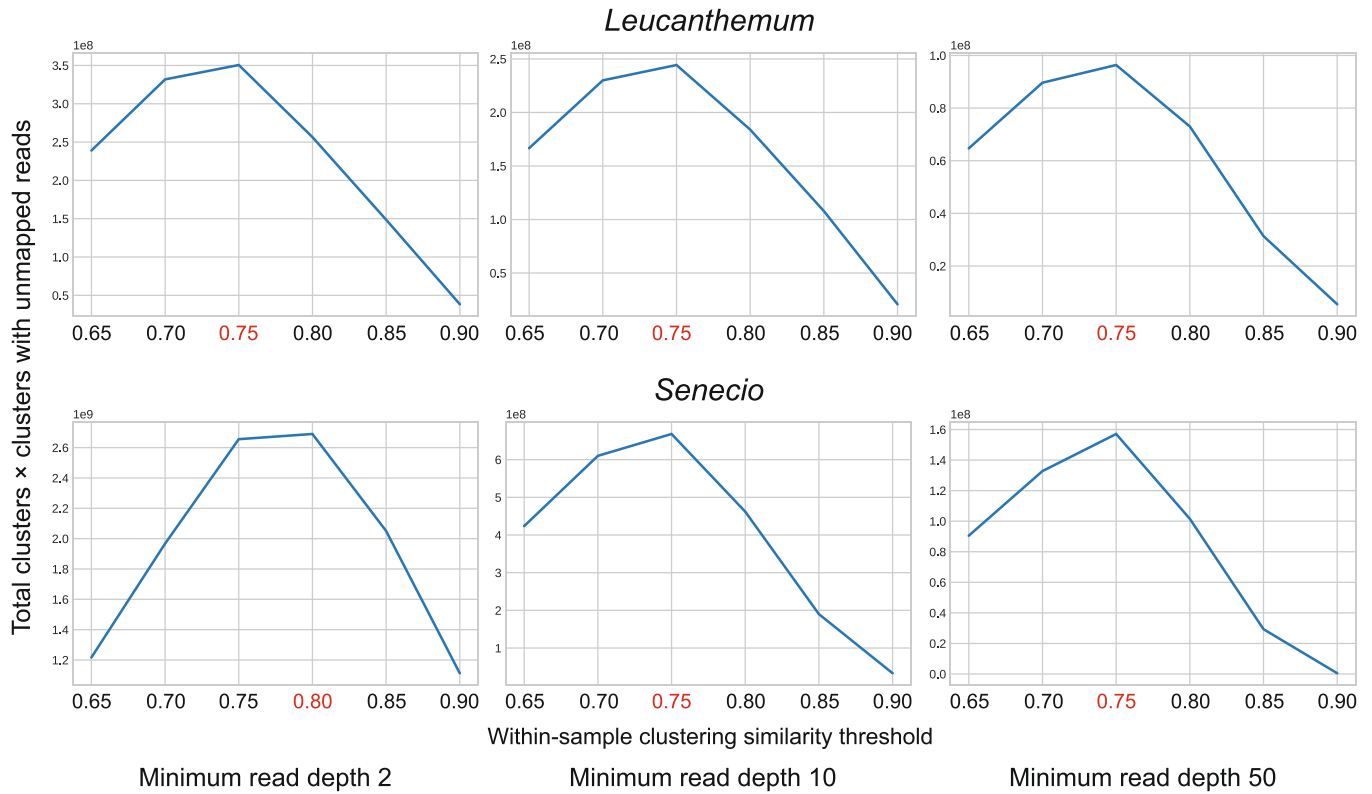 Leucanthemum
Total clusters × clusters with unmapped reads
1e8
3.5
3.0
2.5
2.0
1.5
1.0
0.5
0.65 0.70 0.75 0.80 0.85 0.90
1e8
2.5
2.0
1.5
1.0
0.5
0.65 0.70 0.75 0.80 0.85 0.90
1e8
1.0
0.8
0.6
0.4
0.2
0.65 0.70 0.75 0.80 0.85 0.90
Senecio
1e9
2.6
2.4
2.2
2.0
1.8
1.6
1.4
1.2
0.65 0.70 0.75 0.80 0.85 0.90
1e8
6
5
4
3
2
1
0.65 0.70 0.75 0.80 0.85 0.90
1e8
1.6
1.4
1.2
1.0
0.8
0.6
0.4
0.2
0.0
0.65 0.70 0.75 0.80 0.85 0.90
Within-sample clustering similarity threshold
Minimum read depth 2 Minimum read depth 10 Minimum read depth 50